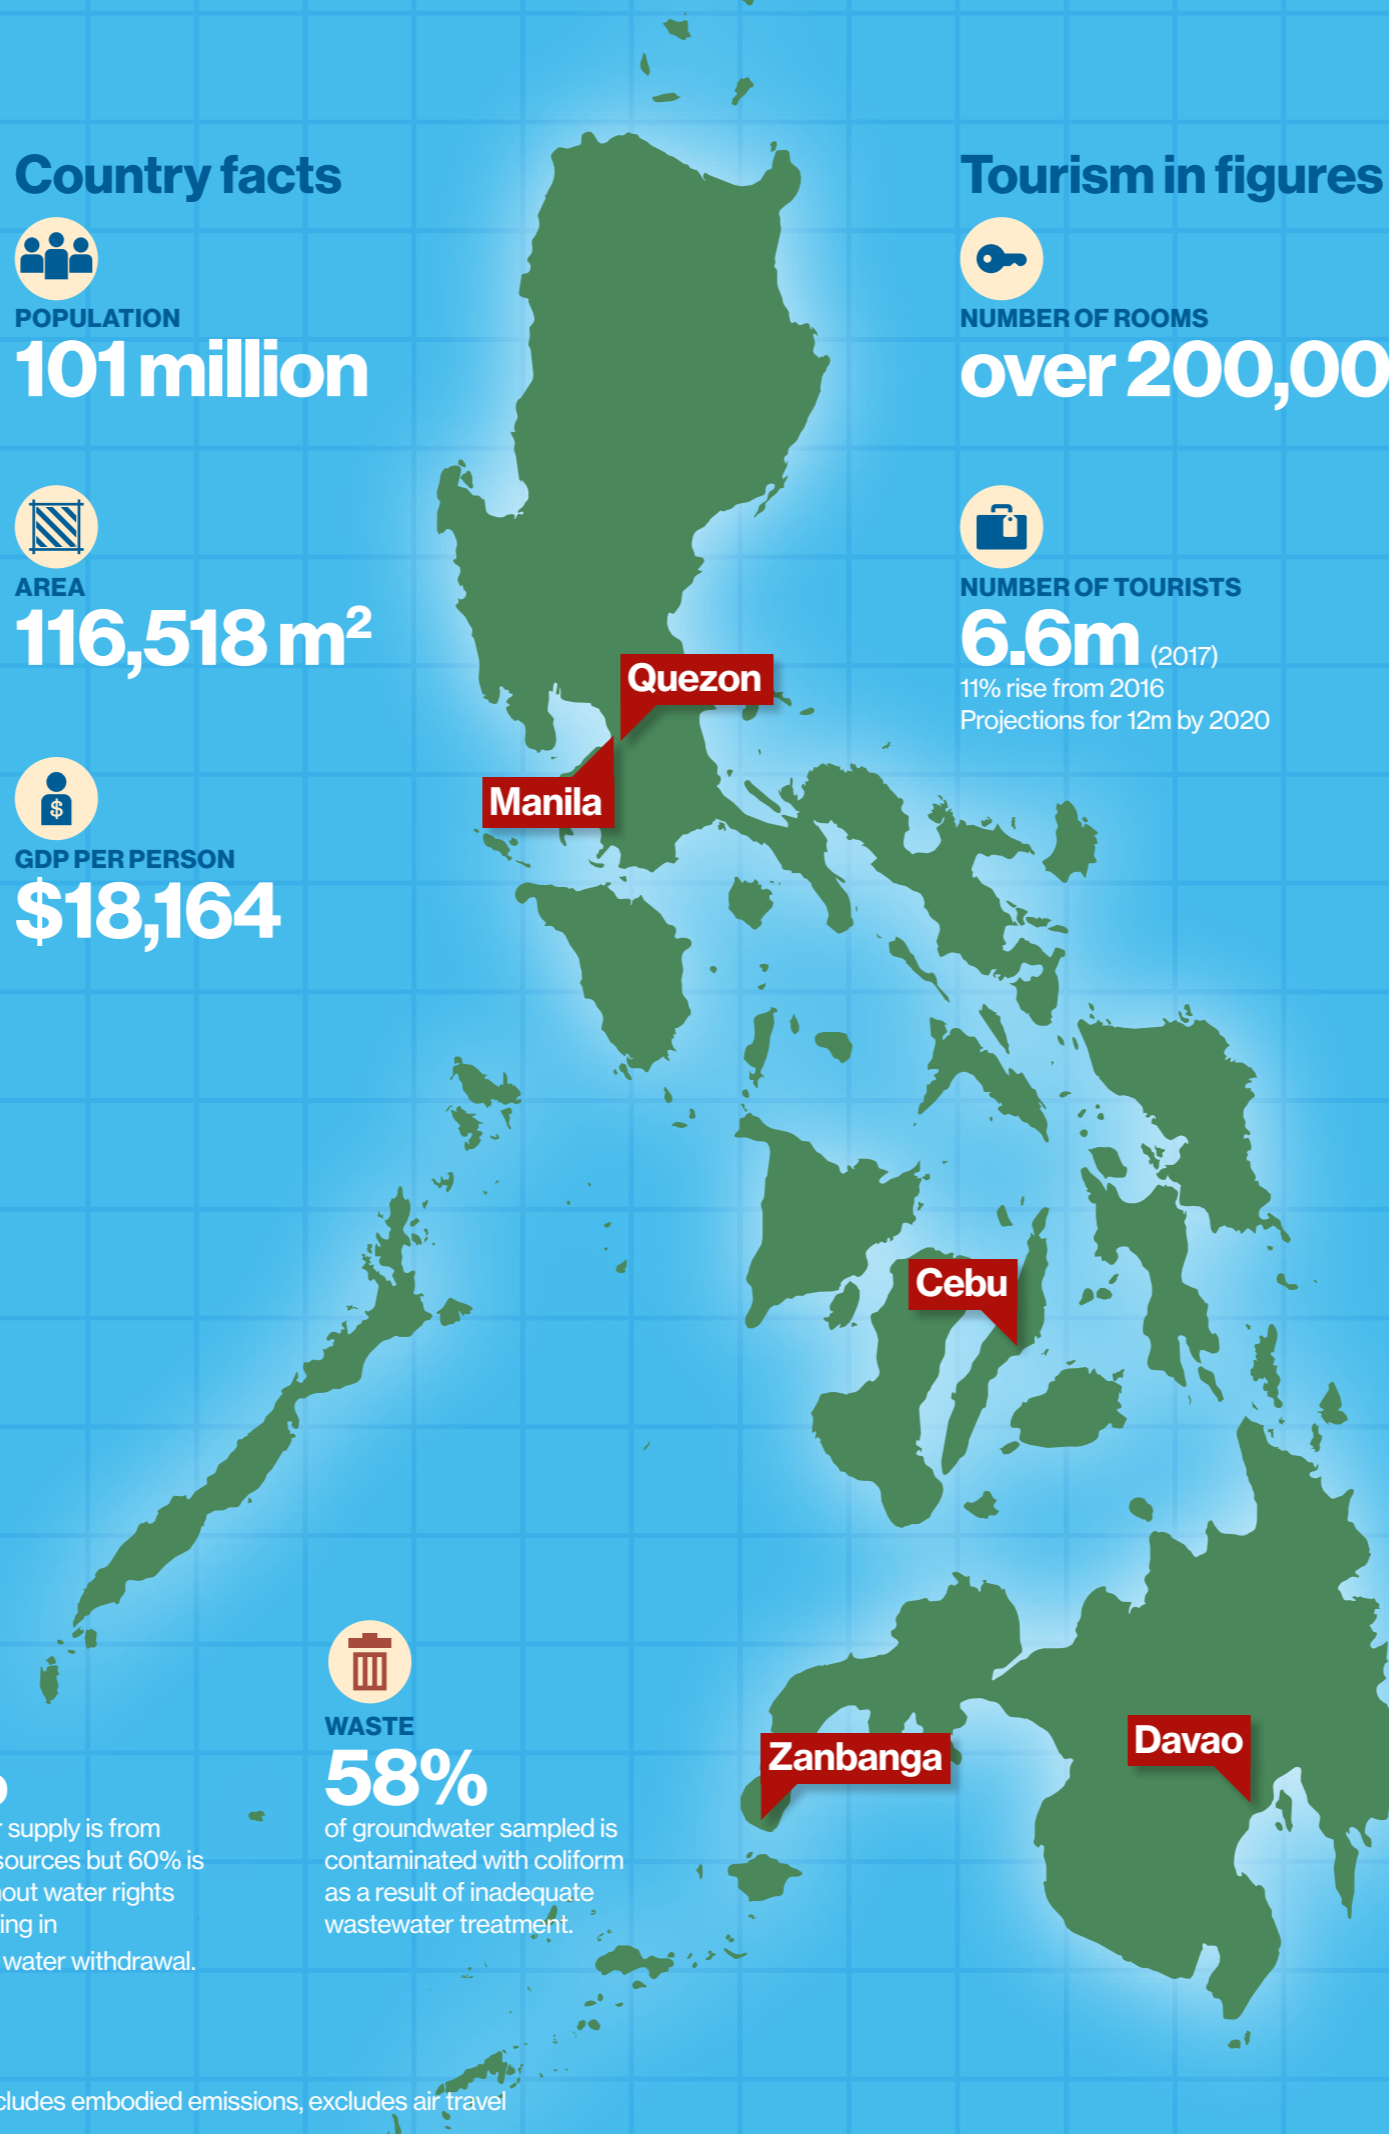 Country facts
POPULATION
101 million
AREA
116,518 m²
$
GDP PER PERSON
$18,164
Tourism in figures
NUMBER OF ROOMS
over 200,00
NUMBER OF TOURISTS
6.6m (2017)
11% rise from 2016
Projections for 12m by 2020
Quezon
Manila
Cebu
Zanbanga
Davao
supply is from
sources but 60% is
out water rights
ing in
water withdrawal.
WASTE
58%
of groundwater sampled is
contaminated with coliform
as a result of inadequate
wastewater treatment.
cludes embodied emissions, excludes air travel